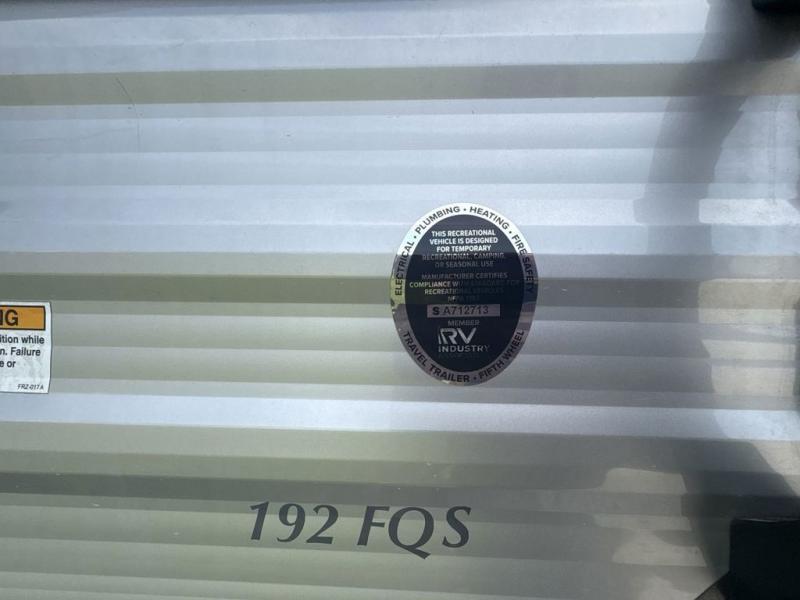 ELECTRICAL • PLUMBING • HEATING • FIRE SAFETY
THIS RECREATIONAL
VEHICLE IS DESIGNED
FOR TEMPORARY
RECREATIONAL, CAMPING,
OR SEASONAL USE
MANUFACTURER CERTIFIES
COMPLIANCE WITH STANDARD FOR
RECREATIONAL VEHICLES
NFPA 1192
S A712713
MEMBER
RV
INDUSTRY
TRAVEL TRAILER • FIFTH WHEEL
NG
ition while
n. Failure
e or
FRZ-017A
192 FQS